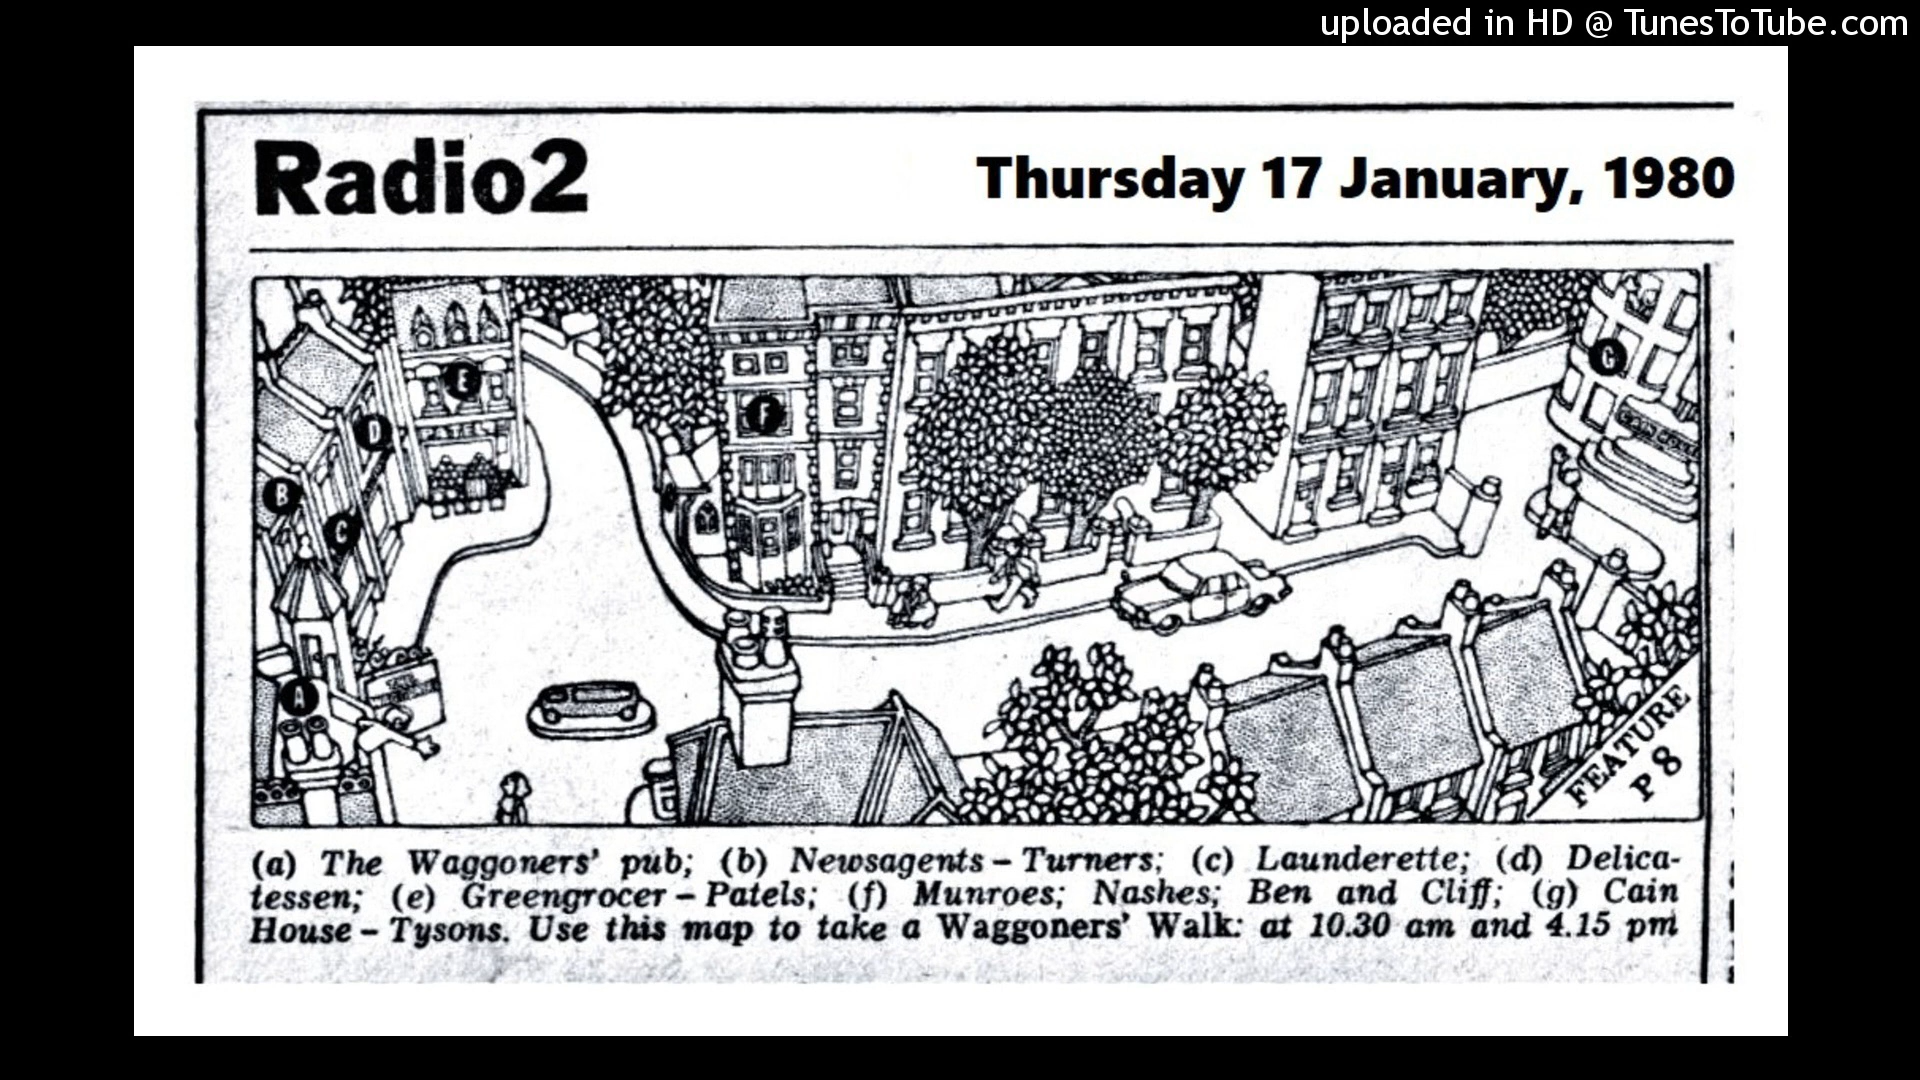 uploaded in HD @ TunesToTube.com
Radio2
Thursday 17 January, 1980
E
G
D
F
B
C
A
FEATURE
P 8
(a) The Waggoners' pub; (b) Newsagents – Turners; (c) Launderette; (d) Delica-
tessen; (e) Greengrocer – Patels; (f) Munroes; Nashes; Ben and Cliff; (g) Cain
House – Tysons. Use this map to take a Waggoners' Walk: at 10.30 am and 4.15 pm